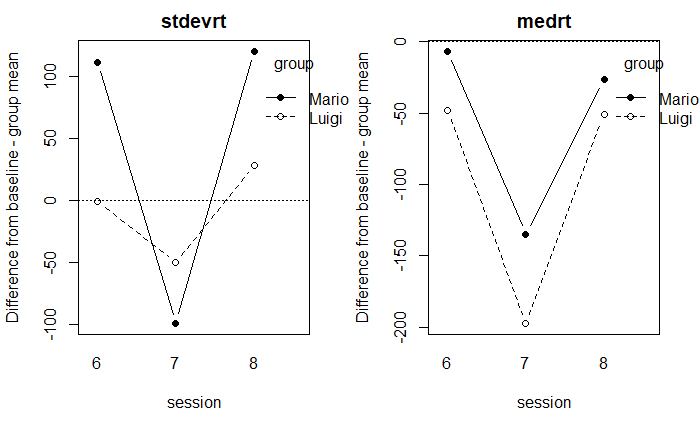 stdevrt
Difference from baseline - group mean
100
50
0
-50
-100
group
Mario
Luigi
6 7 8
session
medrt
Difference from baseline - group mean
0
-50
-100
-150
-200
group
Mario
Luigi
6 7 8
session